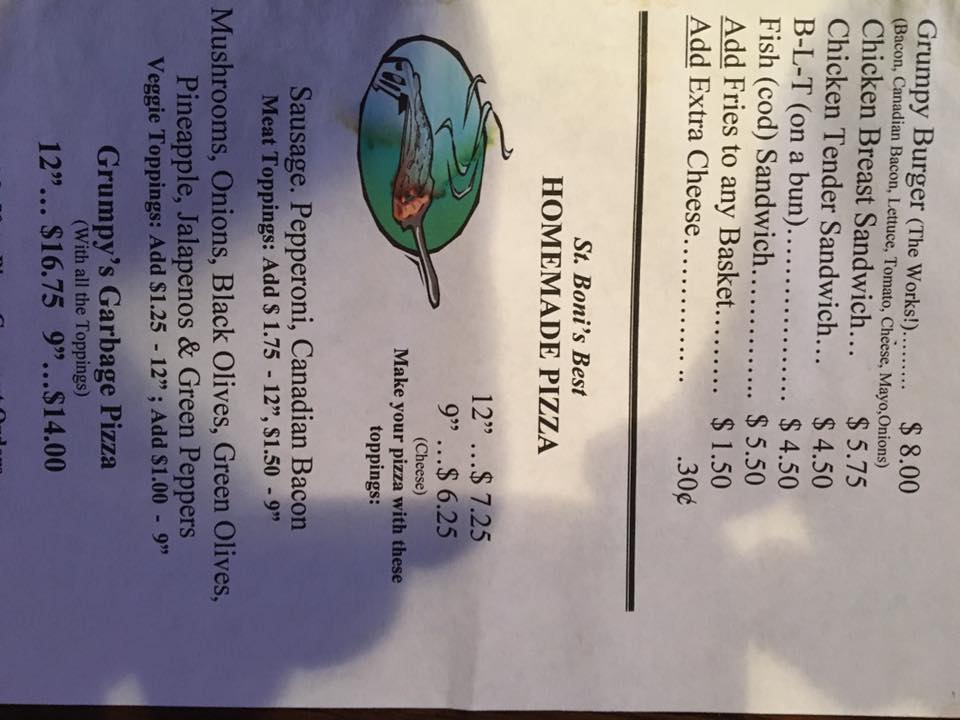 Grumpy Burger (The Works!)......... $ 8.00
(Bacon, Canadian Bacon, Lettuce, Tomato, Cheese, Mayo,Onions)
Chicken Breast Sandwich... $ 5.75
Chicken Tender Sandwich... $ 4.50
B-L-T (on a bun)................... $ 4.50
Fish (cod) Sandwich.............. $ 5.50
Add Fries to any Basket......... $ 1.50
Add Extra Cheese................ .30¢
St. Boni's Best
HOMEMADE PIZZA
12” ...$ 7.25
(Cheese)
9” ...$ 6.25
Make your pizza with these
toppings:
Sausage. Pepperoni, Canadian Bacon
Meat Toppings: Add $ 1.75 - 12”, $1.50 - 9”
Mushrooms, Onions, Black Olives, Green Olives,
Pineapple, Jalapenos & Green Peppers
Veggie Toppings: Add $1.25 - 12” ; Add $1.00 - 9”
Grumpy’s Garbage Pizza
(With all the Toppings)
12”... $16.75 9” ...$14.00